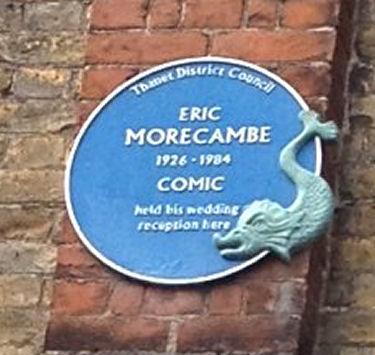 Thanet District Council
ERIC
MORECAMBE
1926 - 1984
COMIC
held his wedding
reception here